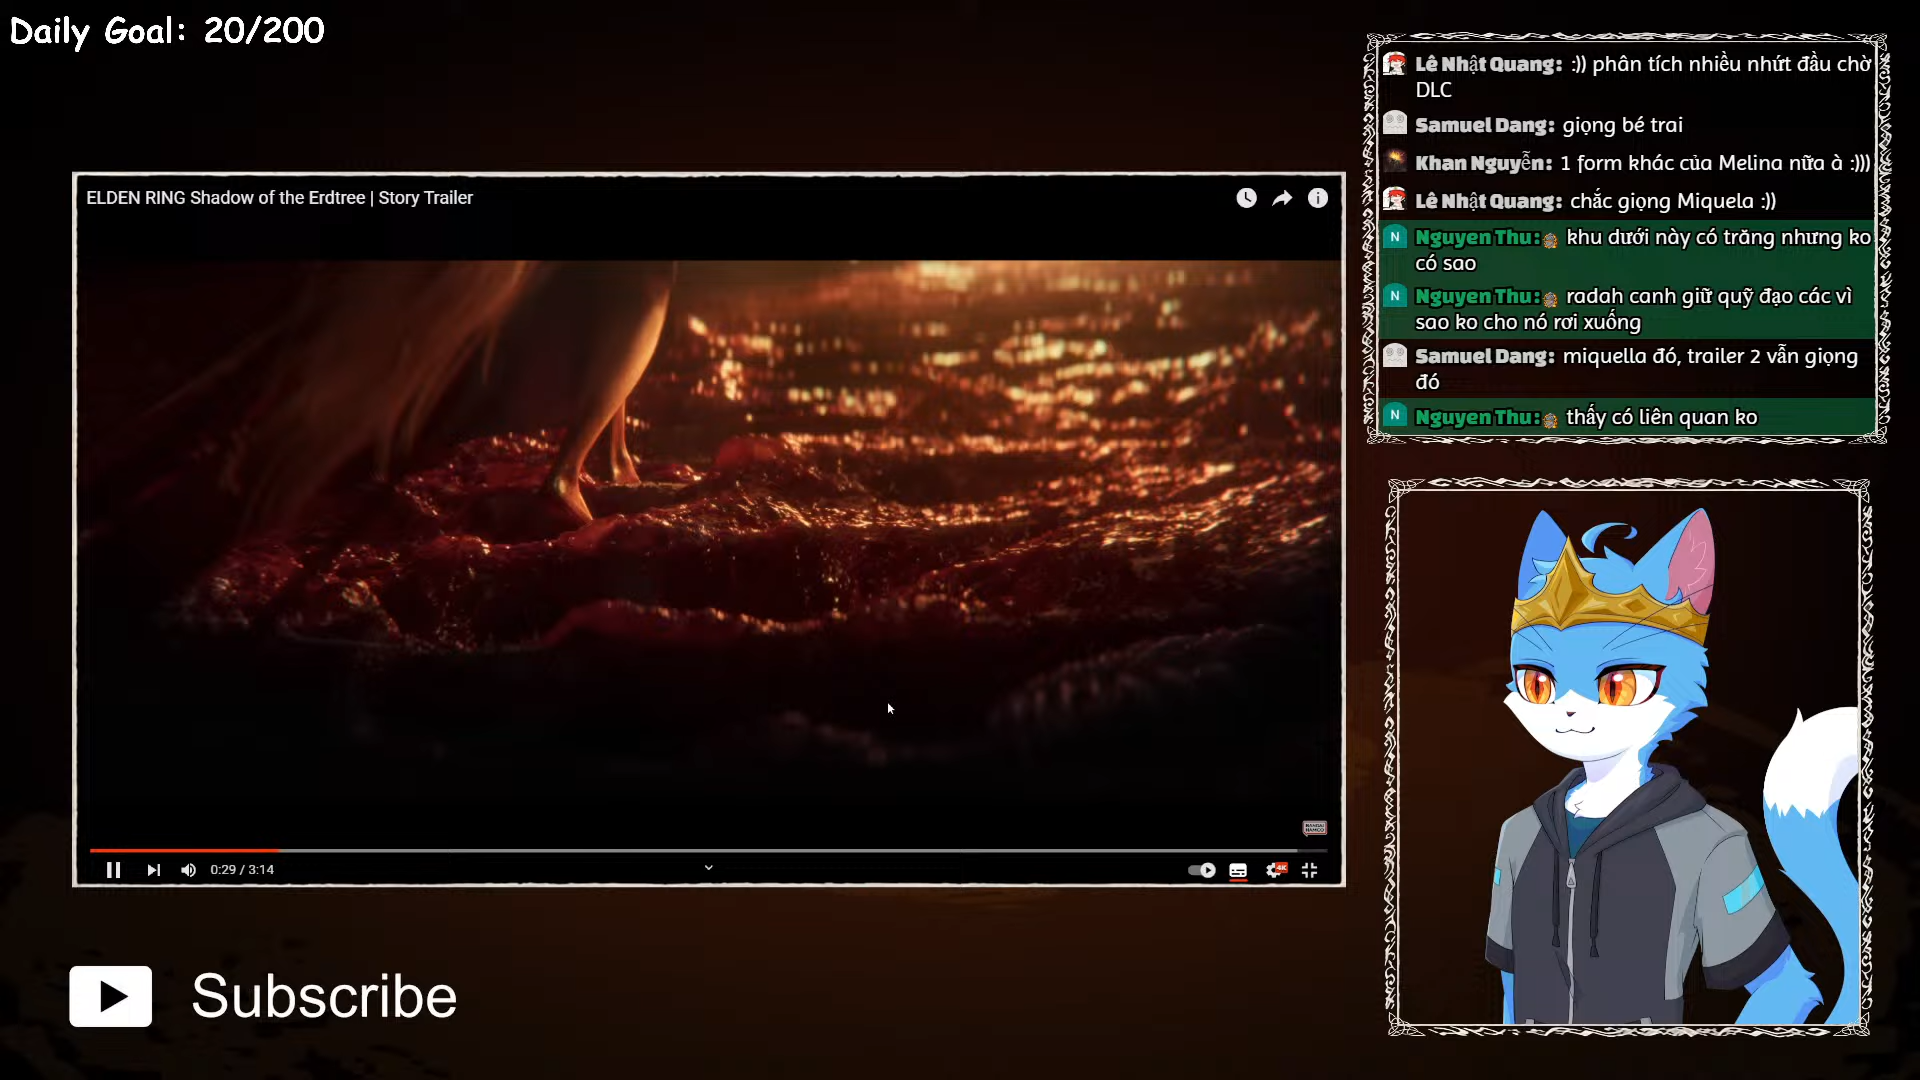 Daily Goal: 20/200
ELDEN RING Shadow of the Erdtree | Story Trailer
BANDAI
NAMCO
0:29 / 3:14
4K
Subscribe
Lê Nhật Quang: :)) phân tích nhiều nhứt đầu chờ
DLC
Samuel Dang: giọng bé trai
Khan Nguyễn: 1 form khác của Melina nữa à :)))
Lê Nhật Quang: chắc giọng Miquela :))
N Nguyen Thu: khu dưới này có trăng nhưng ko
có sao
N Nguyen Thu: radah canh giữ quỹ đạo các vì
sao ko cho nó rơi xuống
Samuel Dang: miquella đó, trailer 2 vẫn giọng
đó
N Nguyen Thu: thấy có liên quan ko